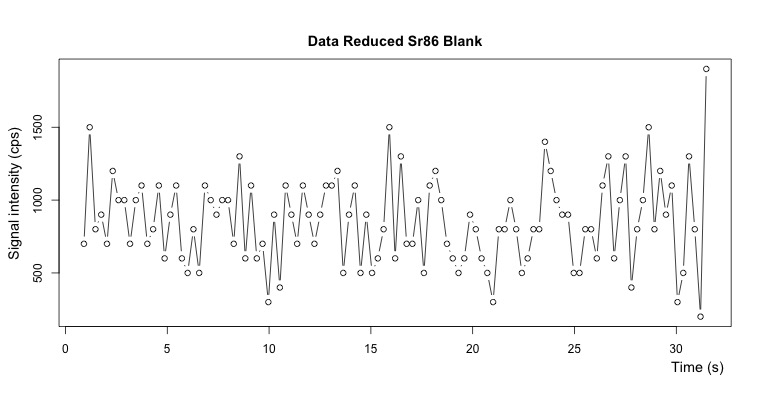 Data Reduced Sr86 Blank
Signal intensity (cps)
1500
1000
500
0 5 10 15 20 25 30
Time (s)